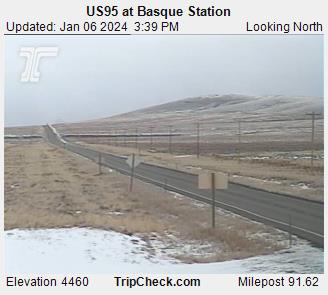 US95 at Basque Station
Updated: Jan 06 2024 3:39 PM Looking North
Elevation 4460 TripCheck.com Milepost 91.62